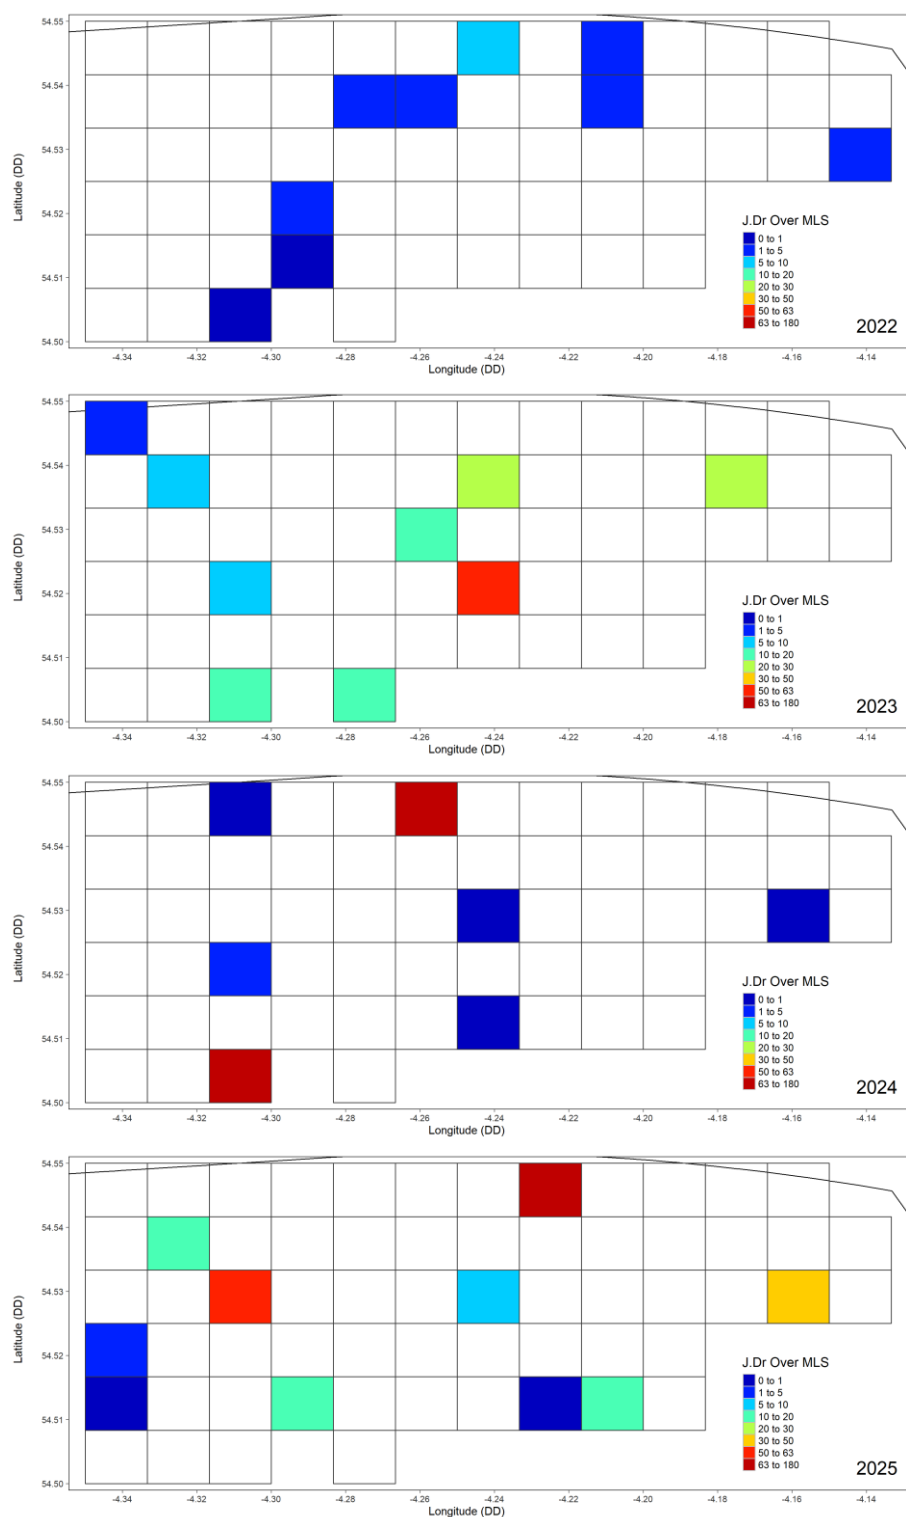 54.55
54.54
54.53
54.52
54.51
54.50
Latitude (DD)
J.Dr Over MLS
0 to 1
1 to 5
5 to 10
10 to 20
20 to 30
30 to 50
50 to 63
63 to 180
2022
-4.34 -4.32 -4.30 -4.28 -4.26 -4.24 -4.22 -4.20 -4.18 -4.16 -4.14
Longitude (DD)
54.55
54.54
54.53
54.52
54.51
54.50
Latitude (DD)
J.Dr Over MLS
0 to 1
1 to 5
5 to 10
10 to 20
20 to 30
30 to 50
50 to 63
63 to 180
2023
-4.34 -4.32 -4.30 -4.28 -4.26 -4.24 -4.22 -4.20 -4.18 -4.16 -4.14
Longitude (DD)
54.55
54.54
54.53
54.52
54.51
54.50
Latitude (DD)
J.Dr Over MLS
0 to 1
1 to 5
5 to 10
10 to 20
20 to 30
30 to 50
50 to 63
63 to 180
2024
-4.34 -4.32 -4.30 -4.28 -4.26 -4.24 -4.22 -4.20 -4.18 -4.16 -4.14
Longitude (DD)
54.55
54.54
54.53
54.52
54.51
54.50
Latitude (DD)
J.Dr Over MLS
0 to 1
1 to 5
5 to 10
10 to 20
20 to 30
30 to 50
50 to 63
63 to 180
2025
-4.34 -4.32 -4.30 -4.28 -4.26 -4.24 -4.22 -4.20 -4.18 -4.16 -4.14
Longitude (DD)